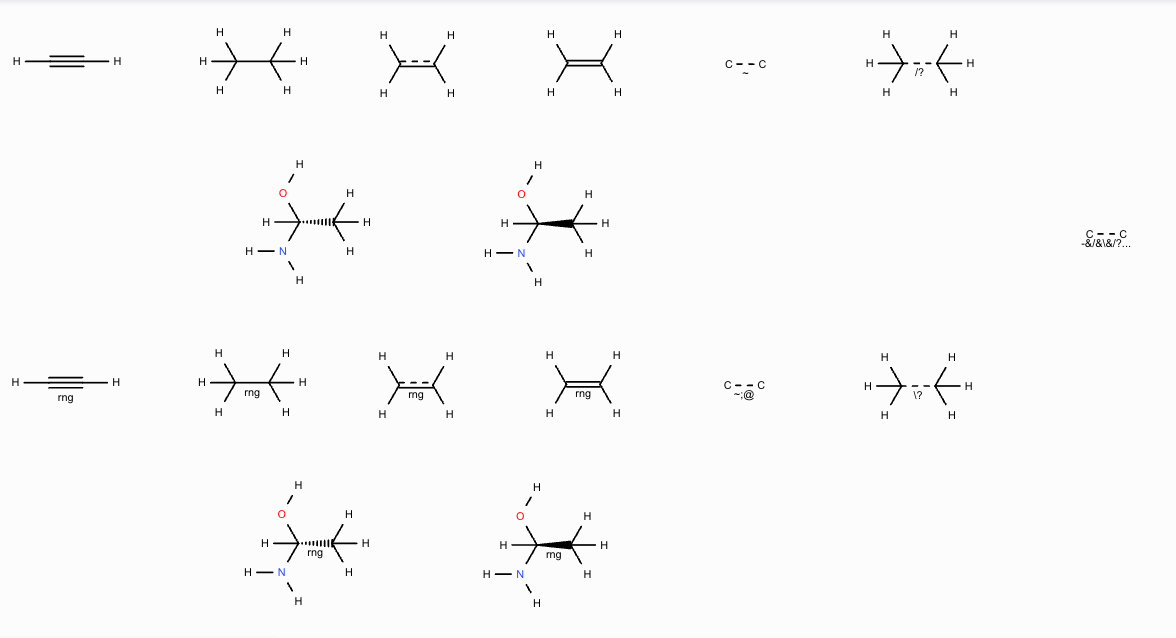 H H H H H H
H H H H H
H C C H H
~ /?
H H H H H H H H
H H
O H O H
H H H H C C
-&/&\&/?...
H N H H N H
H H
H H H H H H H H
H H H H C C H H
rng rng rng rng ~;@ \?
H H H H H H H H
H H
O H O H
H H H H
rng rng
H N H H N H
H H